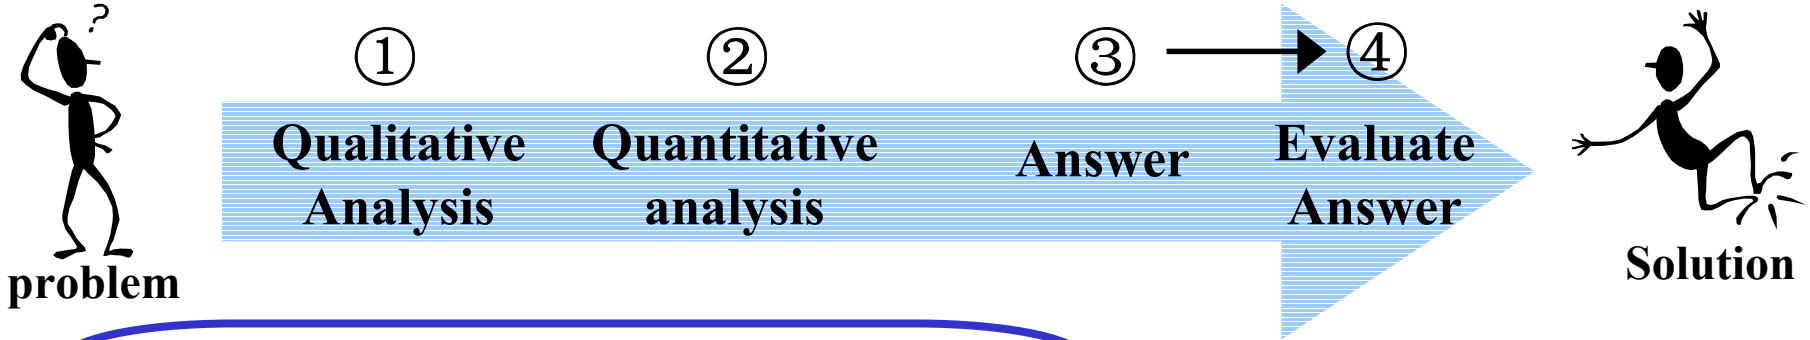 ?
① ② ③ ④
Qualitative Quantitative Answer Evaluate
Analysis analysis Answer
problem
Solution